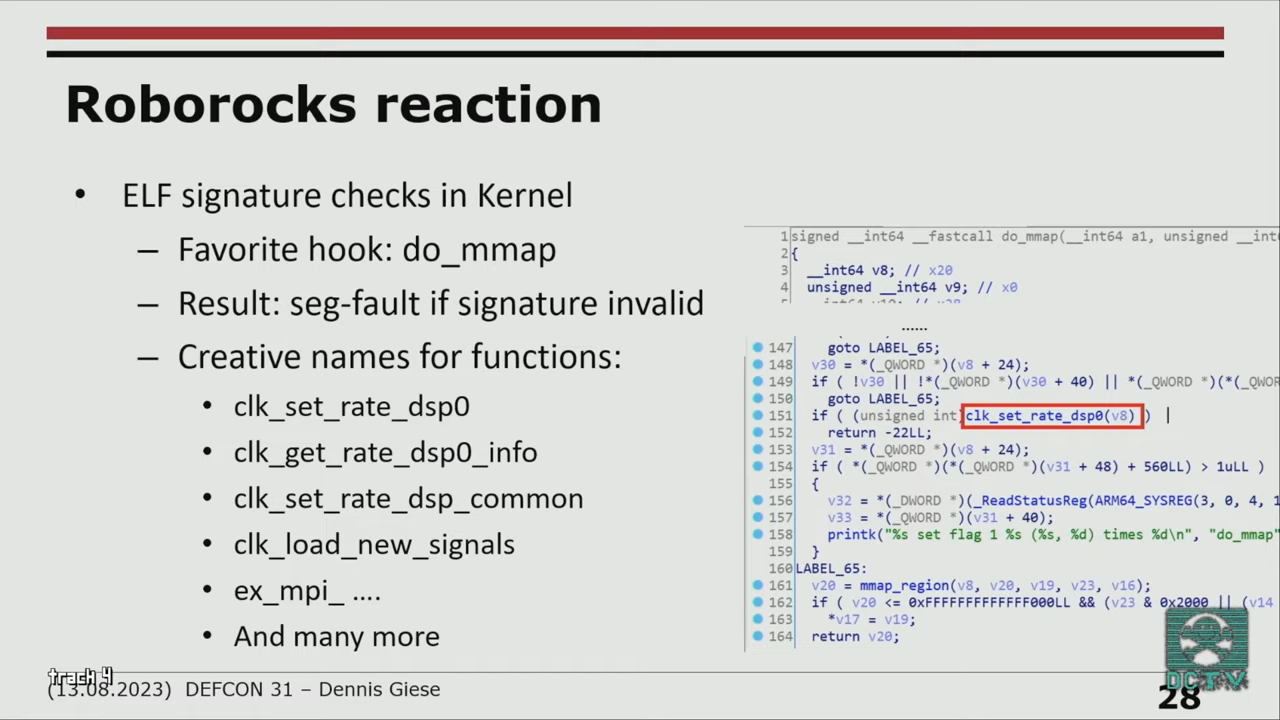 Roborocks reaction
• ELF signature checks in Kernel
– Favorite hook: do_mmap
– Result: seg-fault if signature invalid
– Creative names for functions:
• clk_set_rate_dsp0
• clk_get_rate_dsp0_info
• clk_set_rate_dsp_common
• clk_load_new_signals
• ex_mpi_ ....
• And many more
1 signed __int64 __fastcall do_mmap(__int64 a1, unsigned __int
2 {
3 __int64 v8; // x20
4 unsigned __int64 v9; // x0
......
147 goto LABEL_65;
148 v30 = *(_QWORD *)(v8 + 24);
149 if ( !v30 || !*(_QWORD *)(v30 + 40) || *(_QWORD *)(*(_QWO
150 goto LABEL_65;
151 if ( (unsigned int)clk_set_rate_dsp0(v8) ) |
152 return -22LL;
153 v31 = *(_QWORD *)(v8 + 24);
154 if ( *(_QWORD *)(*(_QWORD *)(v31 + 48) + 560LL) > 1uLL )
155 {
156 v32 = *(_DWORD *)(_ReadStatusReg(ARM64_SYSREG(3, 0, 4, 1
157 v33 = *(_QWORD *)(v31 + 40);
158 printk("%s set flag 1 %s (%s, %d) times %d\n", "do_mmap"
159 }
160 LABEL_65:
161 v20 = mmap_region(v8, v20, v19, v23, v16);
162 if ( v20 <= 0xFFFFFFFFFFFFF000LL && (v23 & 0x2000 || (v14
163 *v17 = v19;
164 return v20;
track 4
(13.08.2023) DEFCON 31 – Dennis Giese
DCTV
28